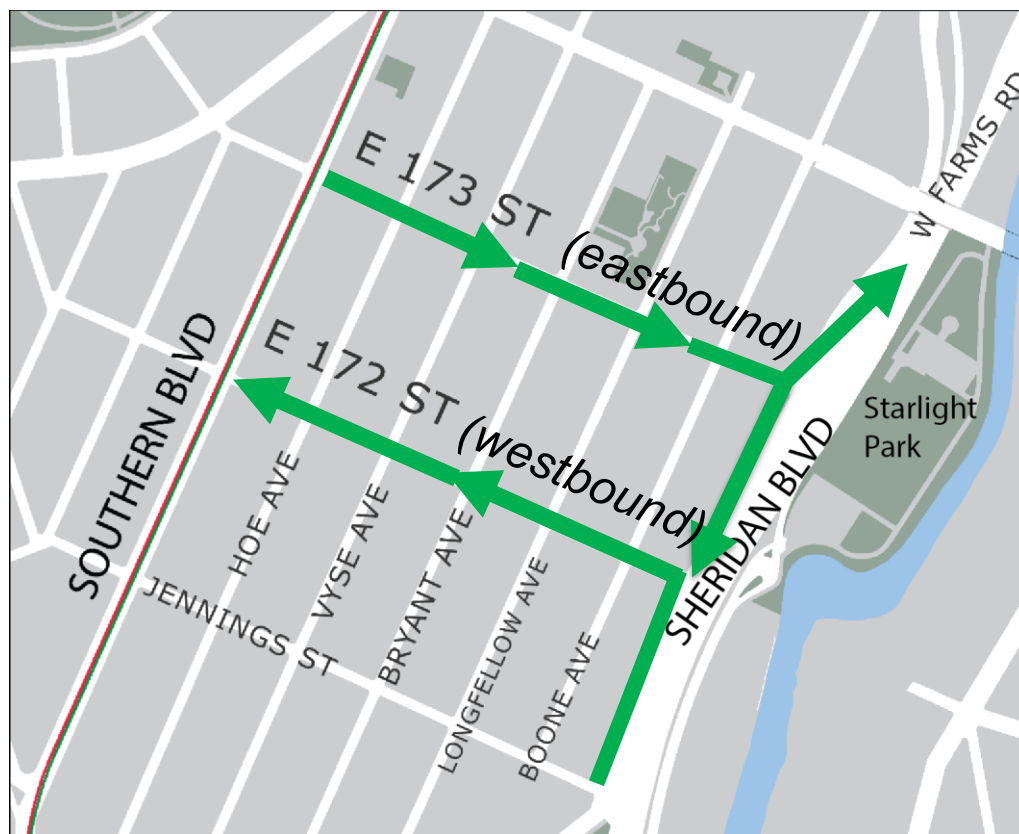 W FARMS RD
E 173 ST
(eastbound)
SOUTHERN BLVD
E 172 ST
(westbound)
Starlight
Park
SHERIDAN BLVD
HOE AVE
VYSE AVE
BRYANT AVE
LONGFELLOW AVE
BOONE AVE
JENNINGS ST